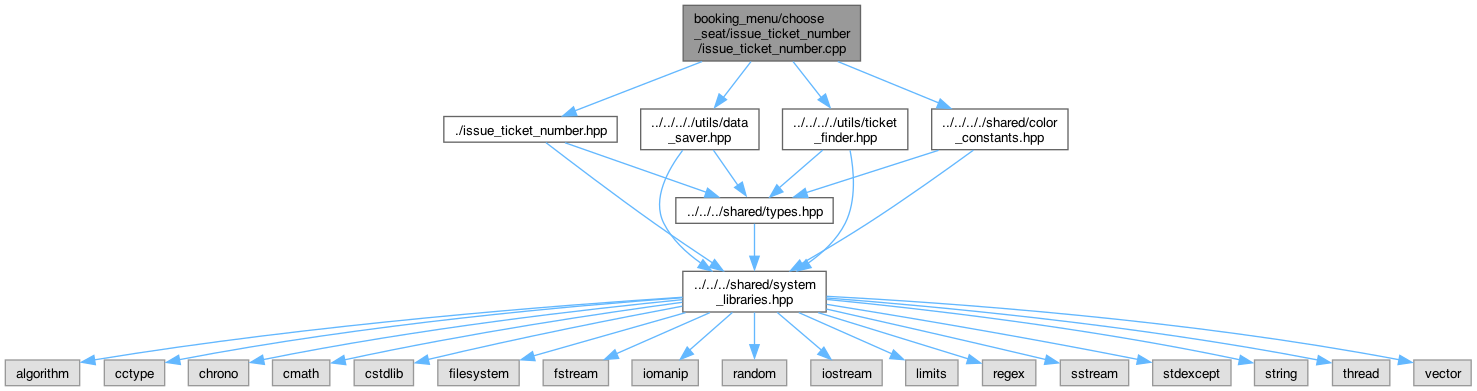 booking_menu/choose
_seat/issue_ticket_number
/issue_ticket_number.cpp
./issue_ticket_number.hpp
../../../../utils/data
_saver.hpp
../../../../utils/ticket
_finder.hpp
../../../../shared/color
_constants.hpp
../../../shared/types.hpp
../../../shared/system
_libraries.hpp
algorithm
cctype
chrono
cmath
cstdlib
filesystem
fstream
iomanip
random
iostream
limits
regex
sstream
stdexcept
string
thread
vector